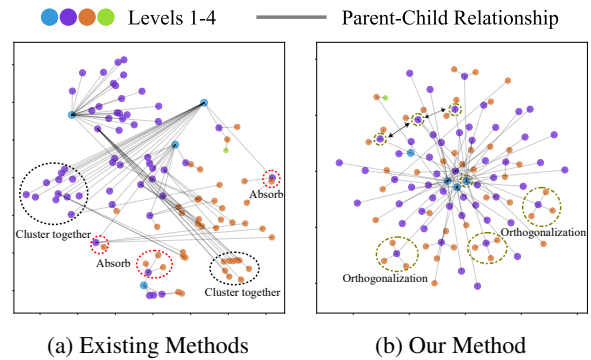 Levels 1-4 Parent-Child Relationship
Absorb
Cluster together
Absorb
Cluster together
Orthogonalization
Orthogonalization
(a) Existing Methods
(b) Our Method